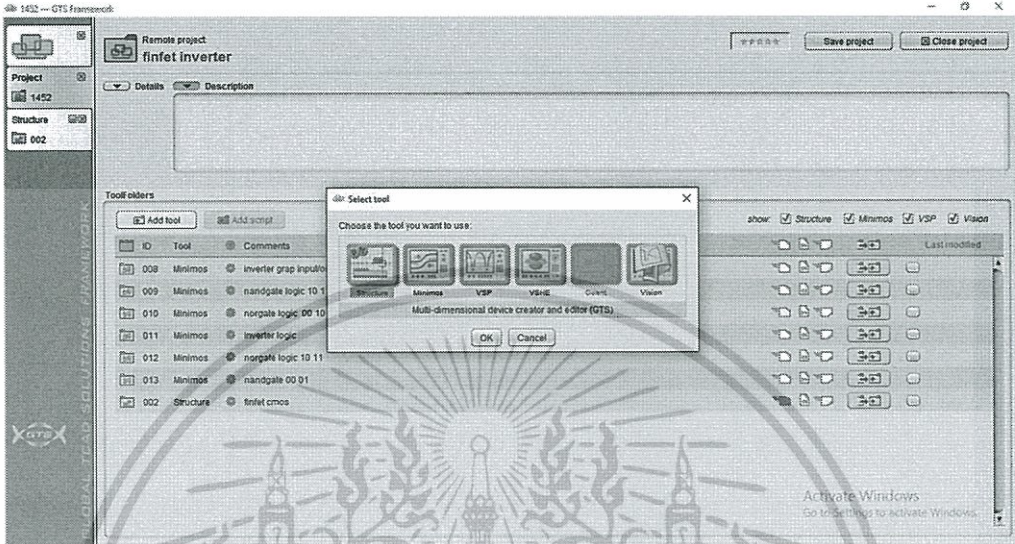 1452 — GTS Framework
Remote project
finfet inverter
Save project
Close project
Project
1452
Structure
002
Details
Description
ToolFolders
Add tool
Add script
show: Structure Minimos VSP Vision
ID Tool Comments Last modified
008 Minimos inverter grap input/o
009 Minimos nandgate logic 10 1
010 Minimos norgate logic 00 10
011 Minimos inverter logic
012 Minimos norgate logic 10 11
013 Minimos nandgate 00 01
002 Structure finfet cmos
Select tool
Choose the tool you want to use:
Structure Minimos VSP VSHE Vision
Multi-dimensional device creator and editor (GTS)
OK Cancel
GTS
GLOBAL TCAD SOLUTIONS FRAMEWORK
Activate Windows
Go to Settings to activate Windows.